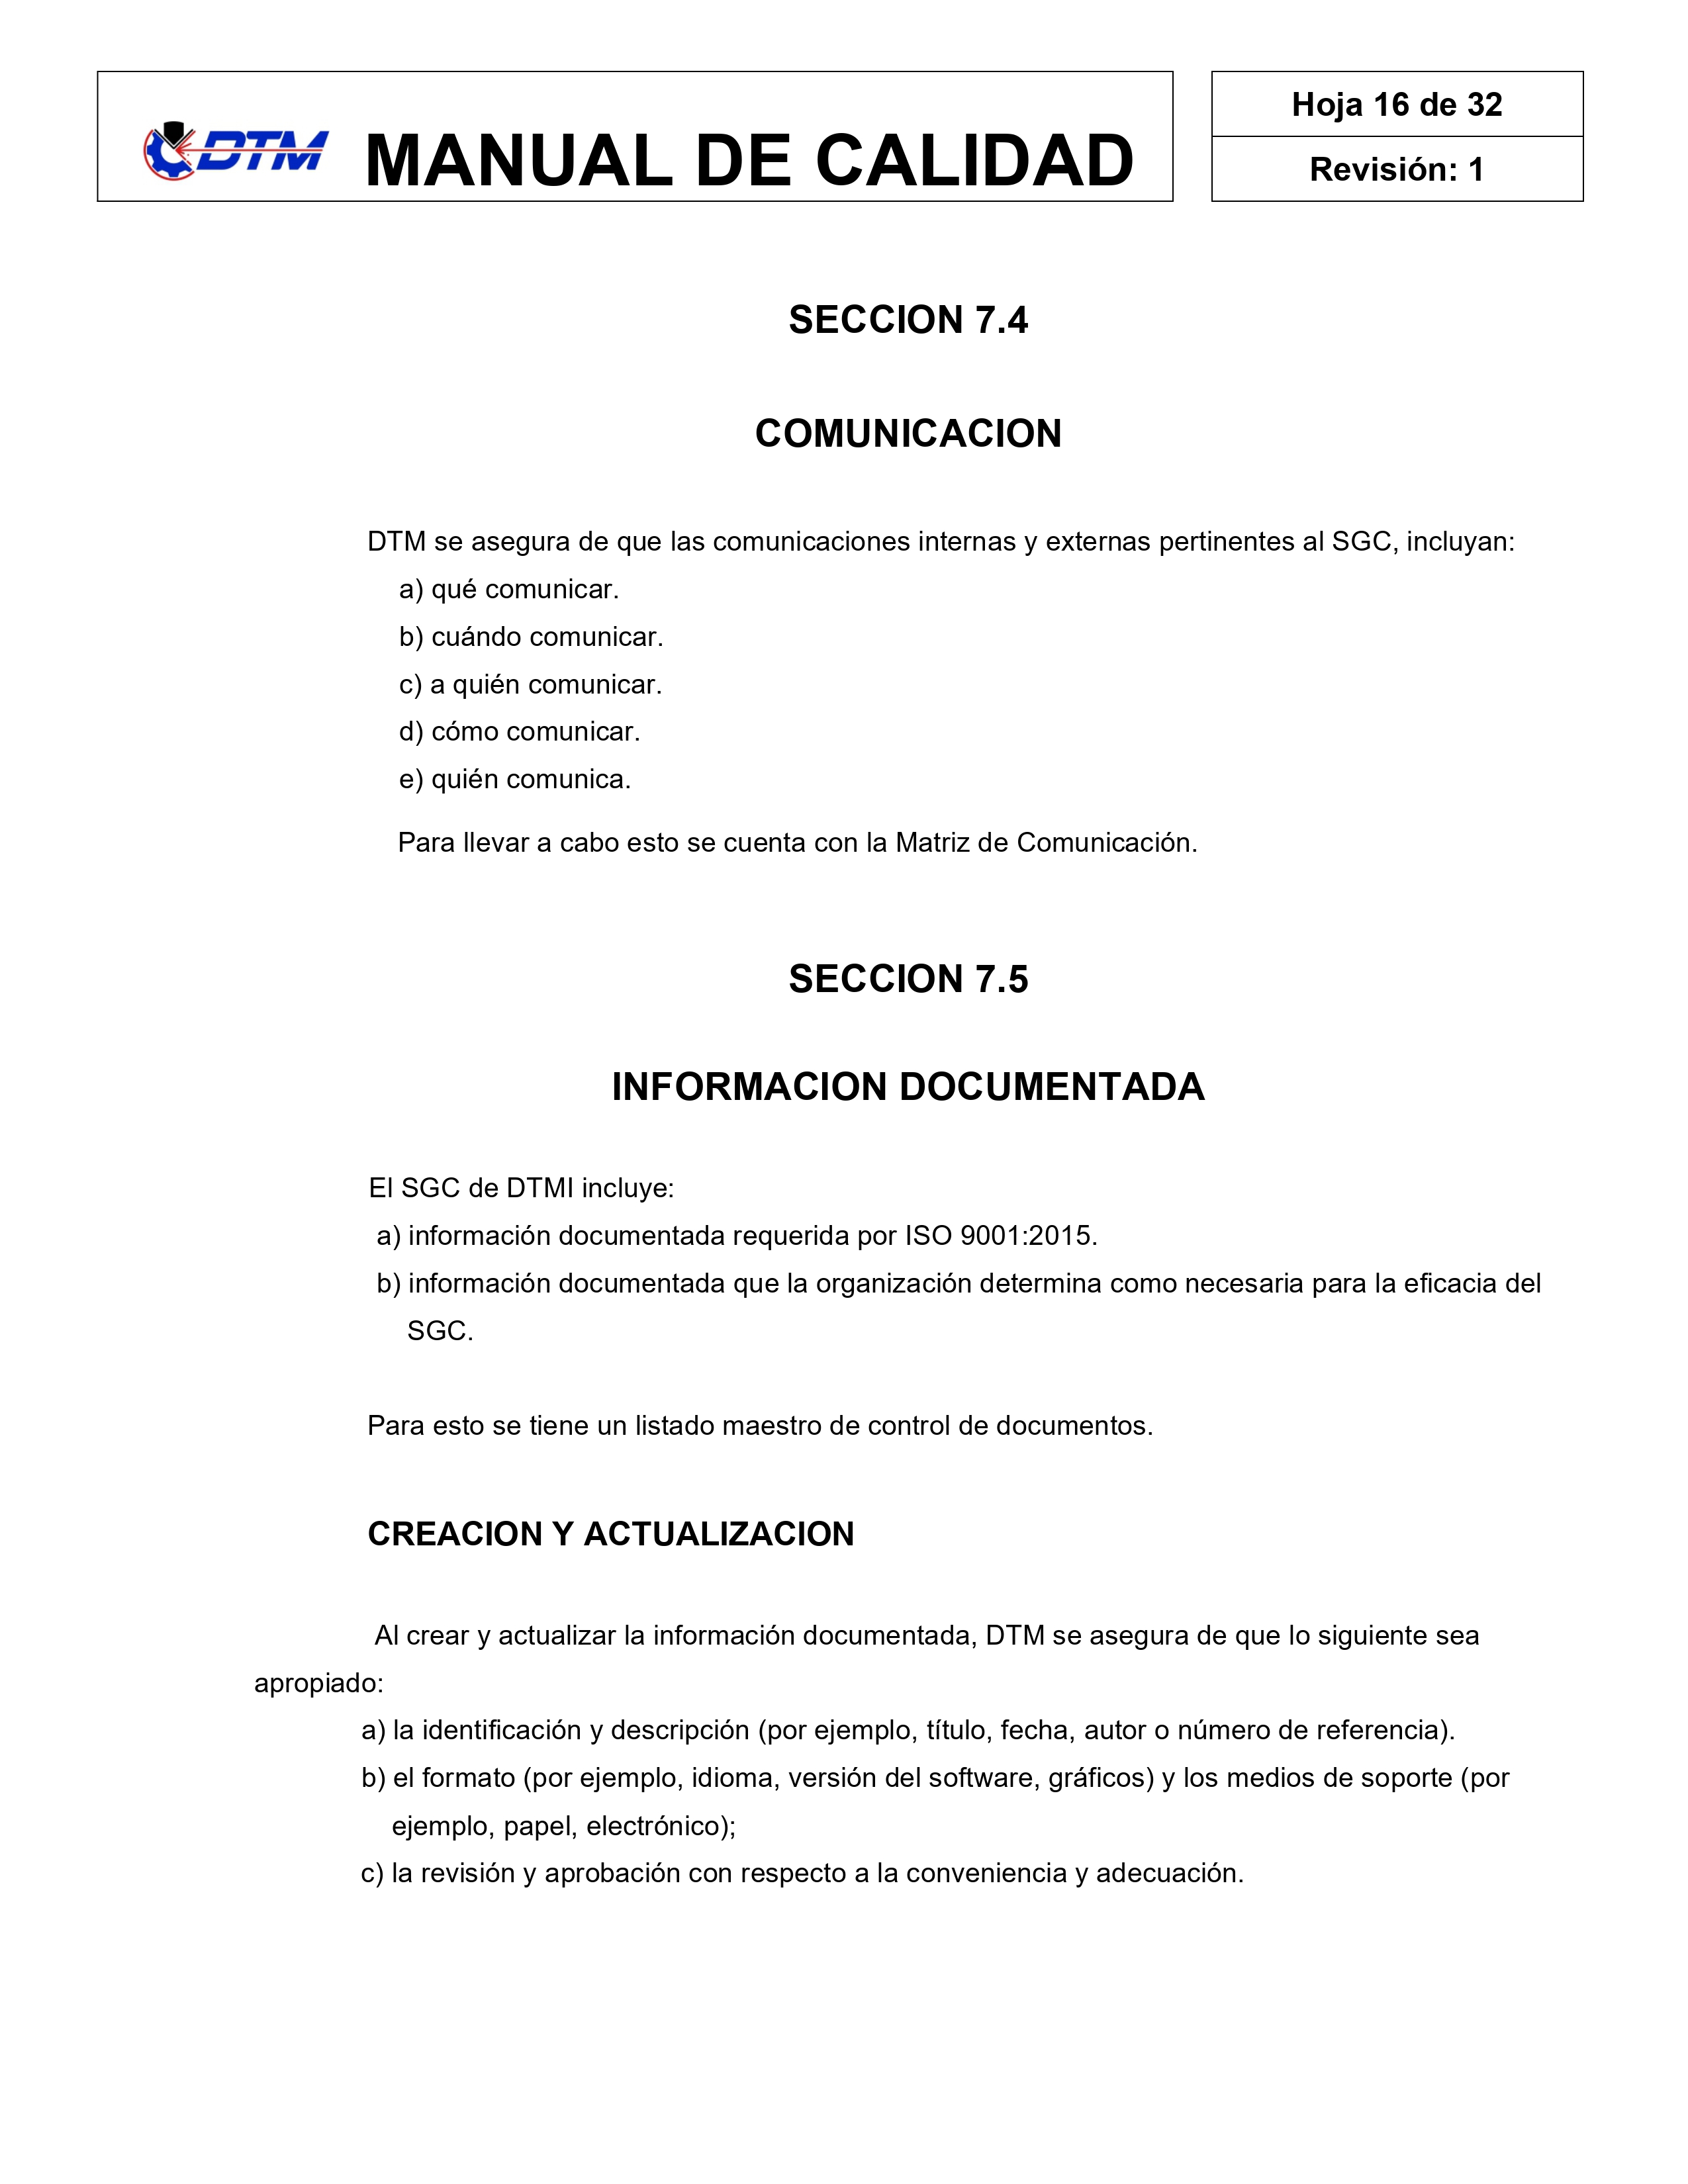 DTM MANUAL DE CALIDAD
Hoja 16 de 32
Revisión: 1
SECCION 7.4
COMUNICACION
DTM se asegura de que las comunicaciones internas y externas pertinentes al SGC, incluyan:
a) qué comunicar.
b) cuándo comunicar.
c) a quién comunicar.
d) cómo comunicar.
e) quién comunica.
Para llevar a cabo esto se cuenta con la Matriz de Comunicación.
SECCION 7.5
INFORMACION DOCUMENTADA
El SGC de DTMI incluye:
a) información documentada requerida por ISO 9001:2015.
b) información documentada que la organización determina como necesaria para la eficacia del
SGC.
Para esto se tiene un listado maestro de control de documentos.
CREACION Y ACTUALIZACION
Al crear y actualizar la información documentada, DTM se asegura de que lo siguiente sea
apropiado:
a) la identificación y descripción (por ejemplo, título, fecha, autor o número de referencia).
b) el formato (por ejemplo, idioma, versión del software, gráficos) y los medios de soporte (por
ejemplo, papel, electrónico);
c) la revisión y aprobación con respecto a la conveniencia y adecuación.